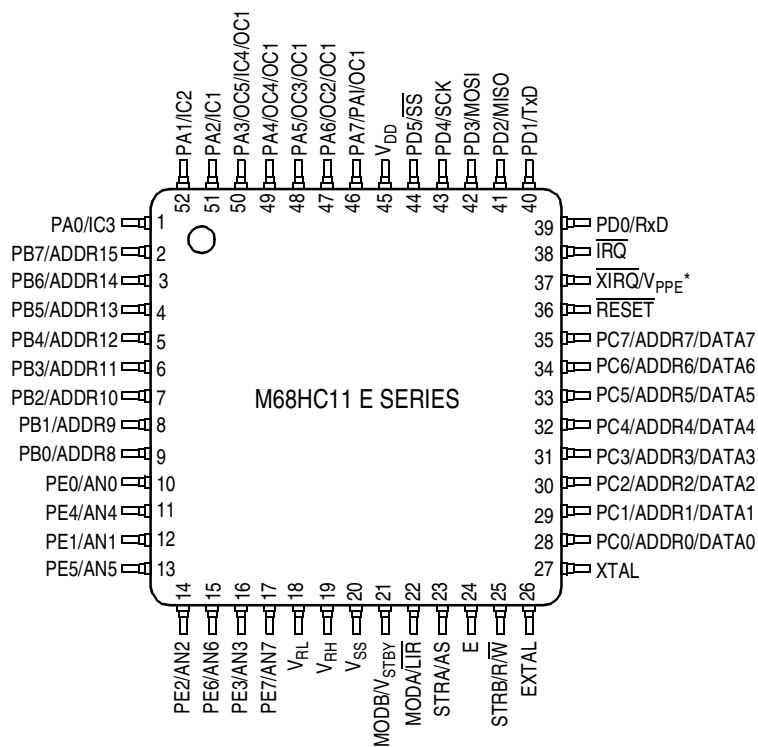 PA1/IC2
PA2/IC1
PA3/OC5/IC4/OC1
PA4/OC4/OC1
PA5/OC3/OC1
PA6/OC2/OC1
PA7/PAI/OC1
VDD
PD5/S̅S̅
PD4/SCK
PD3/MOSI
PD2/MISO
PD1/TxD
52
51
50
49
48
47
46
45
44
43
42
41
40
PA0/IC3 1
PB7/ADDR15 2
PB6/ADDR14 3
PB5/ADDR13 4
PB4/ADDR12 5
PB3/ADDR11 6
PB2/ADDR10 7
PB1/ADDR9 8
PB0/ADDR8 9
PE0/AN0 10
PE4/AN4 11
PE1/AN1 12
PE5/AN5 13
M68HC11 E SERIES
39 PD0/RxD
38 I̅R̅Q̅
37 X̅I̅R̅Q̅/VPPE*
36 R̅E̅S̅E̅T̅
35 PC7/ADDR7/DATA7
34 PC6/ADDR6/DATA6
33 PC5/ADDR5/DATA5
32 PC4/ADDR4/DATA4
31 PC3/ADDR3/DATA3
30 PC2/ADDR2/DATA2
29 PC1/ADDR1/DATA1
28 PC0/ADDR0/DATA0
27 XTAL
14
15
16
17
18
19
20
21
22
23
24
25
26
PE2/AN2
PE6/AN6
PE3/AN3
PE7/AN7
VRL
VRH
VSS
MODB/VSTBY
MODA/L̅I̅R̅
STRA/AS
E
STRB/R/W̅
EXTAL